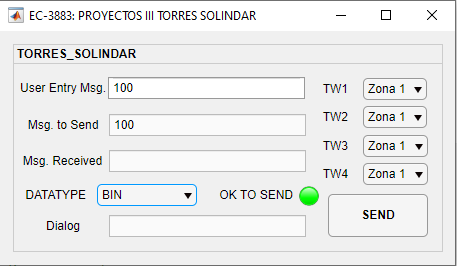 EC-3883: PROYECTOS III TORRES SOLINDAR
TORRES_SOLINDAR
User Entry Msg. 100
TW1 Zona 1
Msg. to Send 100
TW2 Zona 1
Msg. Received
TW3 Zona 1
TW4 Zona 1
DATATYPE BIN
OK TO SEND
SEND
Dialog